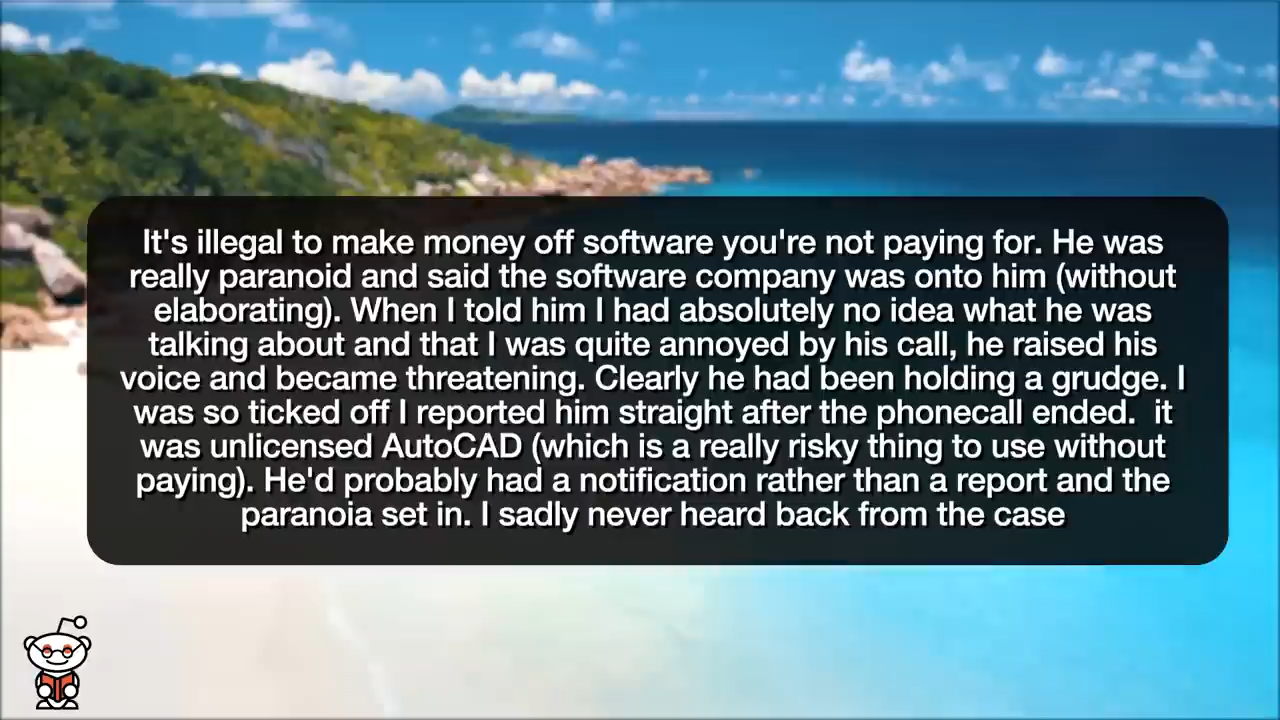 It's illegal to make money off software you're not paying for. He was
really paranoid and said the software company was onto him (without
elaborating). When I told him I had absolutely no idea what he was
talking about and that I was quite annoyed by his call, he raised his
voice and became threatening. Clearly he had been holding a grudge. I
was so ticked off I reported him straight after the phonecall ended.  it
was unlicensed AutoCAD (which is a really risky thing to use without
paying). He'd probably had a notification rather than a report and the
paranoia set in. I sadly never heard back from the case